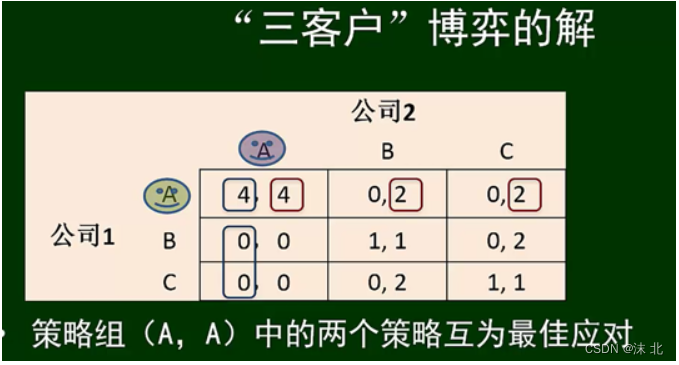 “三客户”博弈的解
公司2
A B C
A 4, 4 0, 2 0, 2
公司1 B 0, 0 1, 1 0, 2
C 0, 0 0, 2 1, 1
• 策略组（A，A）中的两个策略互为最佳应对
CSDN @沫 北